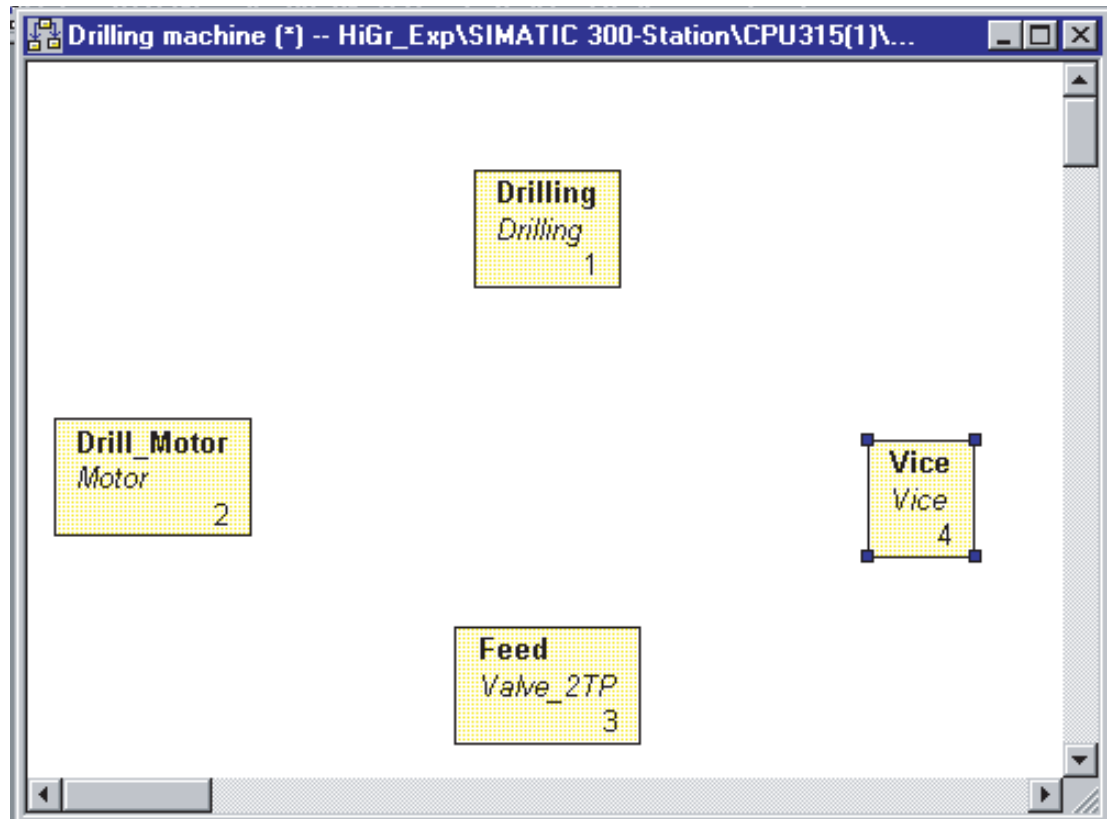 Drilling machine (*) -- HiGr_Exp\SIMATIC 300-Station\CPU315(1)\...
Drilling
Drilling
1
Drill_Motor
Motor
2
Vice
Vice
4
Feed
Valve_2TP
3